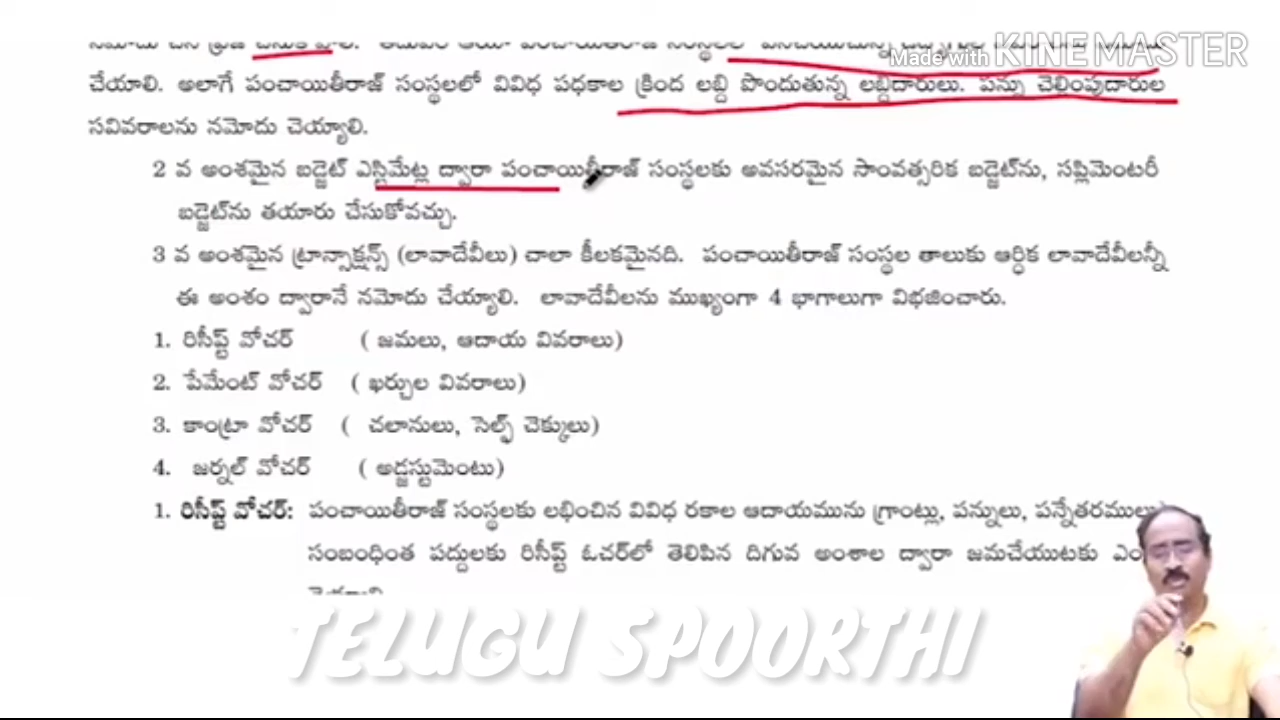 Made with KINEMASTER
చేయాలి. అలాగే పంచాయితీరాజ్ సంస్థలలో వివిధ పధకాల క్రింద లబ్ది పొందుతున్న లబ్దిదారులు. పన్ను చెల్లింపుదారుల
సవివరాలను నమోదు చెయ్యాలి.
2 వ అంశమైన బడ్జెట్ ఎస్టిమేట్ల ద్వారా పంచాయితీరాజ్ సంస్థలకు అవసరమైన సాంవత్సరిక బడ్జెట్‌ను, సప్లిమెంటరీ
బడ్జెట్‌ను తయారు చేసుకోవచ్చు.
3 వ అంశమైన ట్రాన్సాక్షన్స్ (లావాదేవీలు) చాలా కీలకమైనది. పంచాయితీరాజ్ సంస్థల తాలుకు ఆర్ధిక లావాదేవీలన్నీ
ఈ అంశం ద్వారానే నమోదు చేయ్యాలి. లావాదేవీలను ముఖ్యంగా 4 భాగాలుగా విభజించారు.
1. రిసీప్ట్ వోచర్ ( జమలు, ఆదాయ వివరాలు)
2. పేమేంట్ వోచర్ ( ఖర్చుల వివరాలు)
3. కాంట్రా వోచర్ ( చలానులు, సెల్ఫ్ చెక్కులు)
4. జర్నల్ వోచర్ ( అడ్జస్టుమెంటు)
1. రిసీప్ట్ వోచర్: పంచాయితీరాజ్ సంస్థలకు లభించిన వివిధ రకాల ఆదాయమును గ్రాంట్లు, పన్నులు, పన్నేతరములు
సంబంధింత పద్దులకు రిసీప్ట్ ఓచర్‌లో తెలిపిన దిగువ అంశాల ద్వారా జమచేయుటకు
TELUGU SPOORTHI